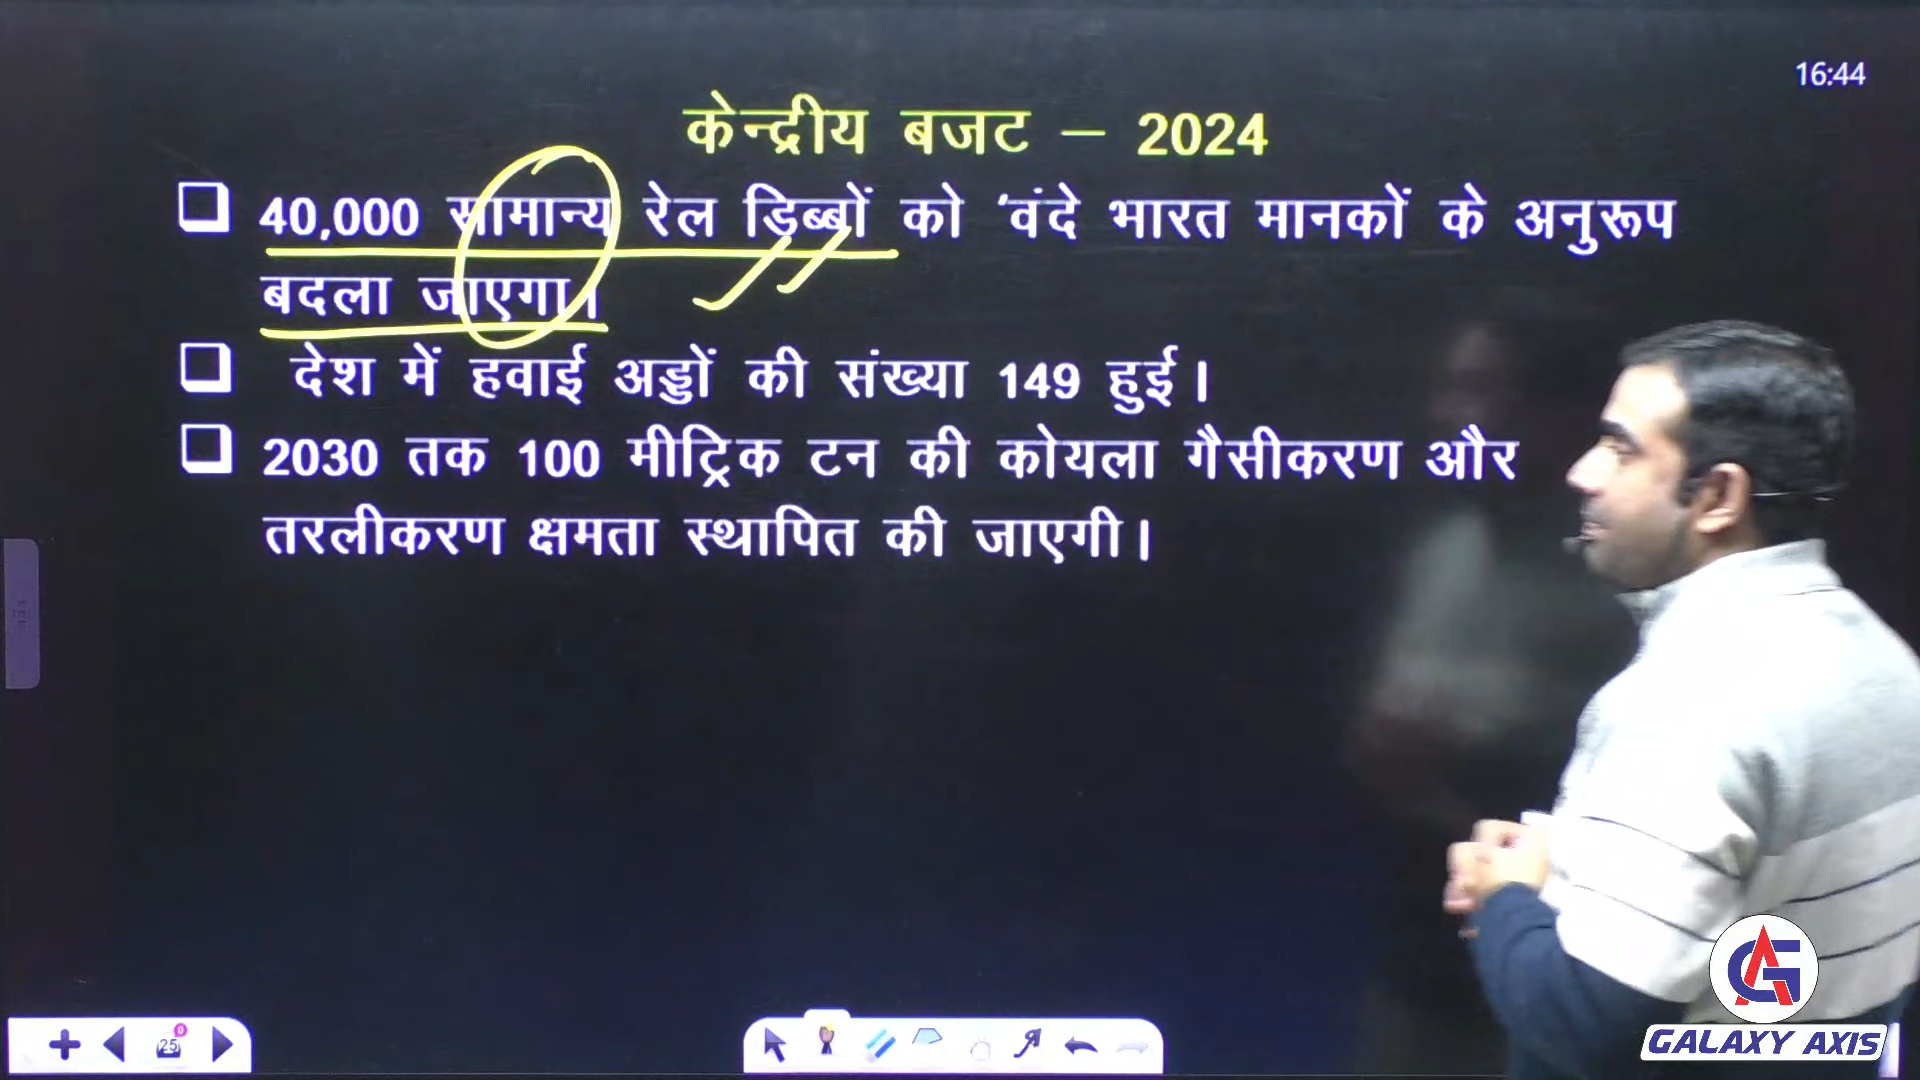 16:44
केन्द्रीय बजट – 2024
❑ 40,000 सामान्य रेल डिब्बों को 'वंदे भारत मानकों के अनुरूप
बदला जाएगा।
❑ देश में हवाई अड्डों की संख्या 149 हुई।
❑ 2030 तक 100 मीट्रिक टन की कोयला गैसीकरण और
तरलीकरण क्षमता स्थापित की जाएगी।
25
0
GALAXY AXIS